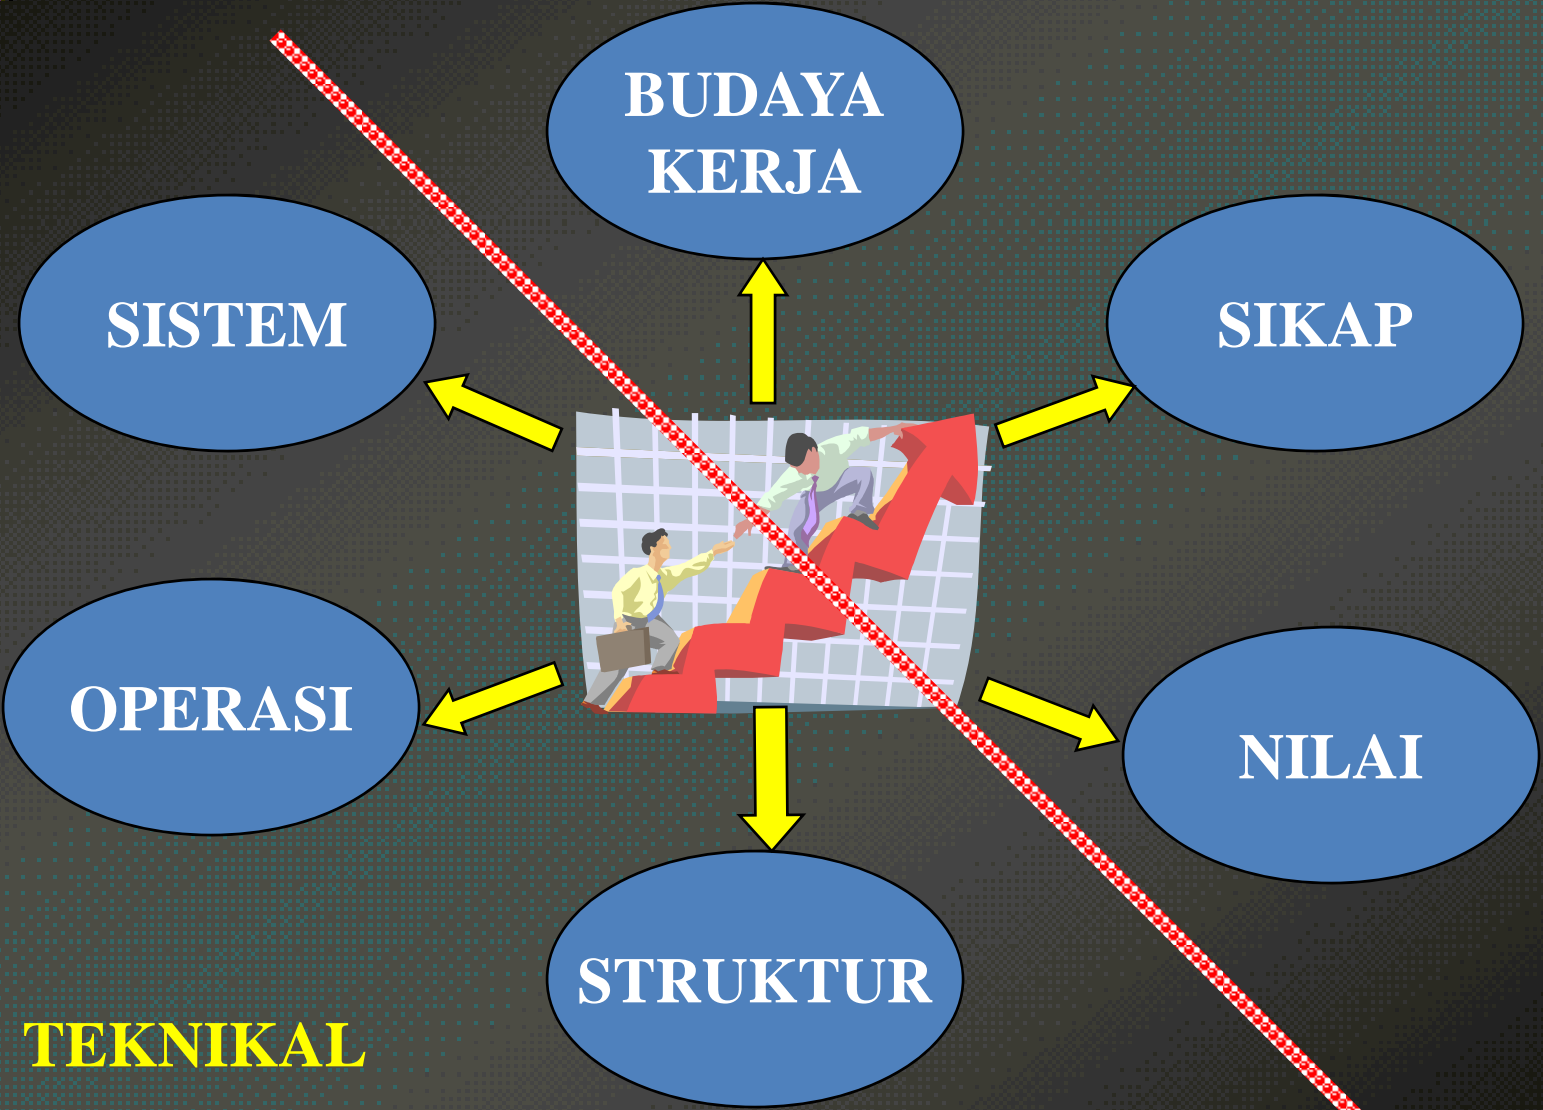 BUDAYA
KERJA
SISTEM
SIKAP
OPERASI
NILAI
STRUKTUR
TEKNIKAL